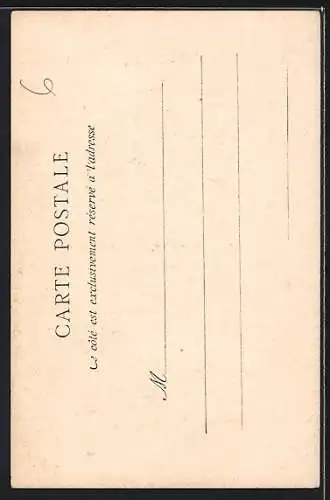 CARTE POSTALE
Ce côté est exclusivement réservé à l'adresse
M
6